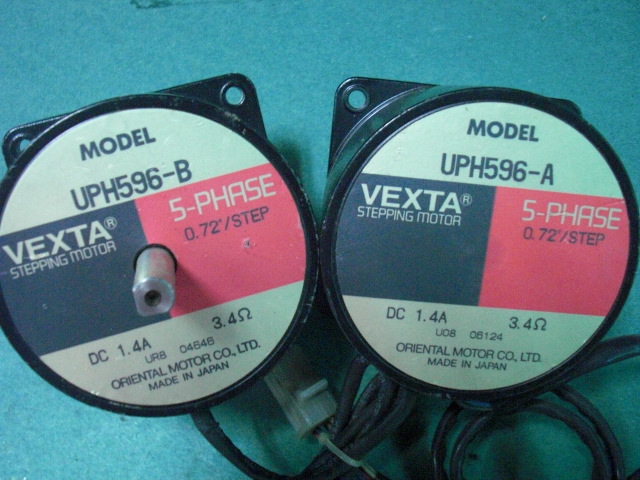 MODEL
UPH596-B
VEXTA®
STEPPING MOTOR
5-PHASE
0.72°/STEP
DC 1.4A
3.4Ω
UR8 04646
ORIENTAL MOTOR CO., LTD.
MADE IN JAPAN
MODEL
UPH596-A
VEXTA®
STEPPING MOTOR
5-PHASE
0.72°/STEP
DC 1.4A
3.4Ω
U08 06124
ORIENTAL MOTOR CO., LTD.
MADE IN JAPAN